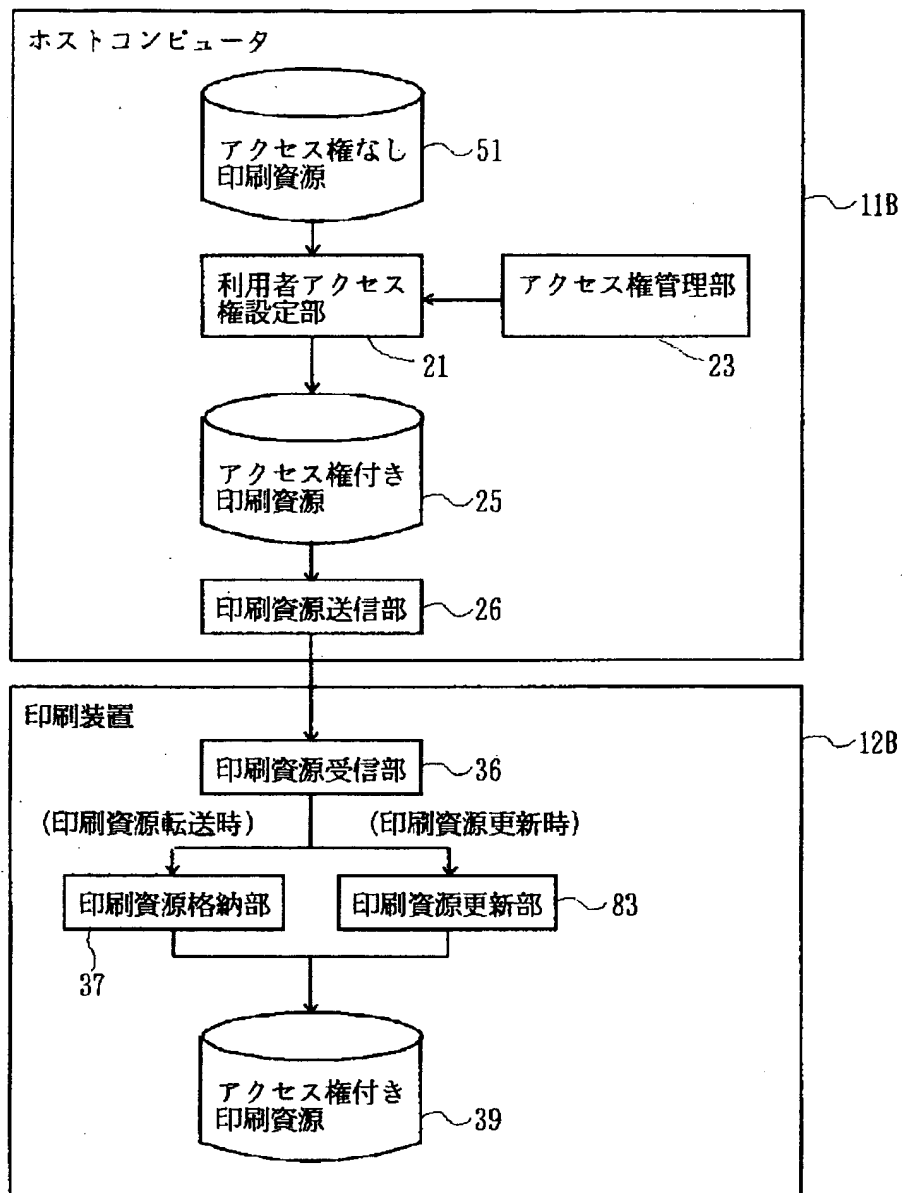 ホストコンピュータ
アクセス権なし
印刷資源
51
11B
利用者アクセス
権設定部
アクセス権管理部
21
23
アクセス権付き
印刷資源
25
印刷資源送信部
26
印刷装置
12B
印刷資源受信部
36
(印刷資源転送時)
(印刷資源更新時)
印刷資源格納部
印刷資源更新部
83
37
アクセス権付き
印刷資源
39